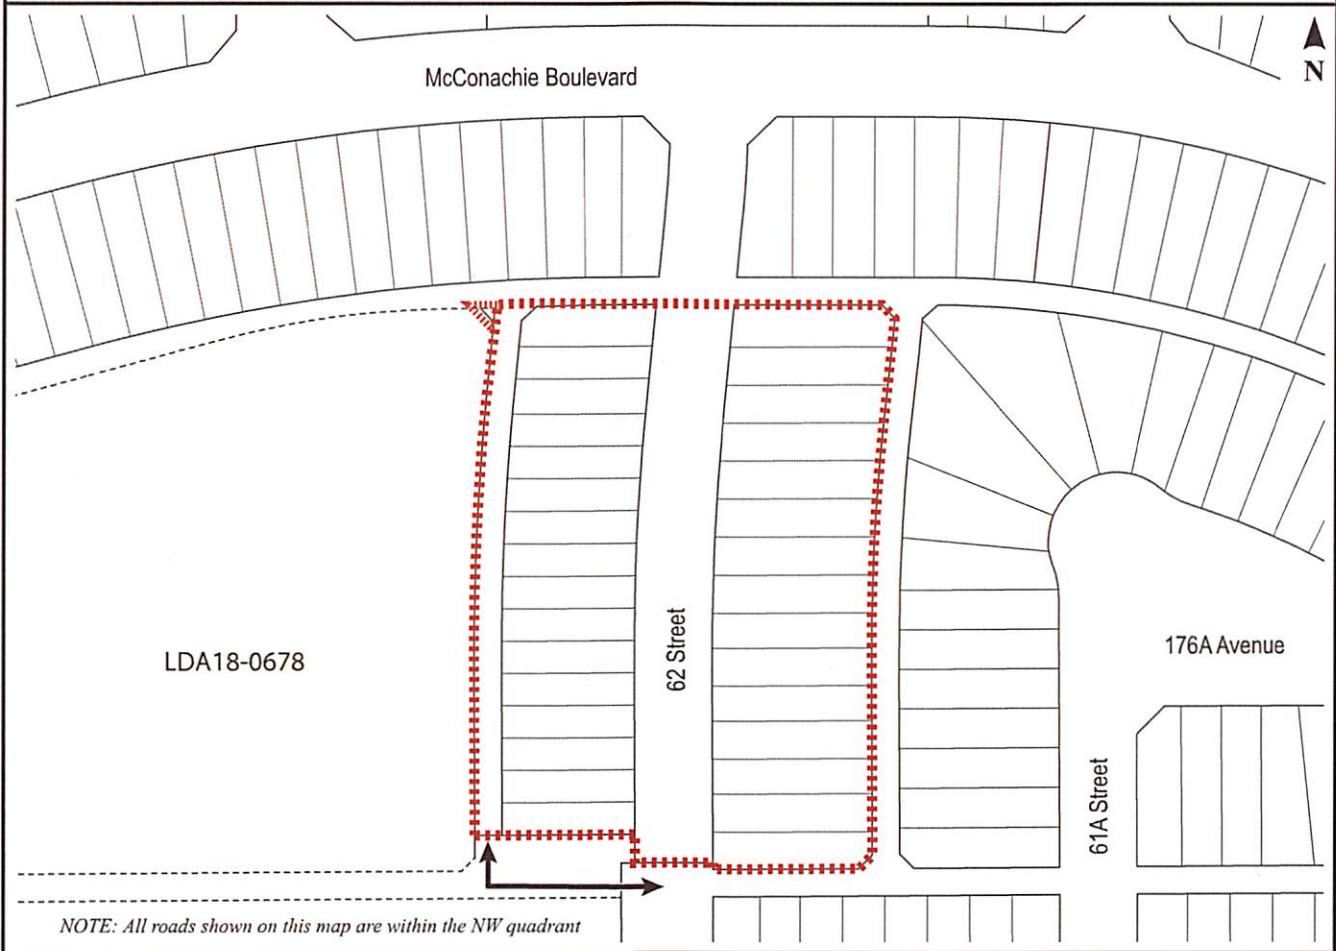 McConachie Boulevard
N
62 Street
LDA18-0678
176A Avenue
61A Street
NOTE: All roads shown on this map are within the NW quadrant